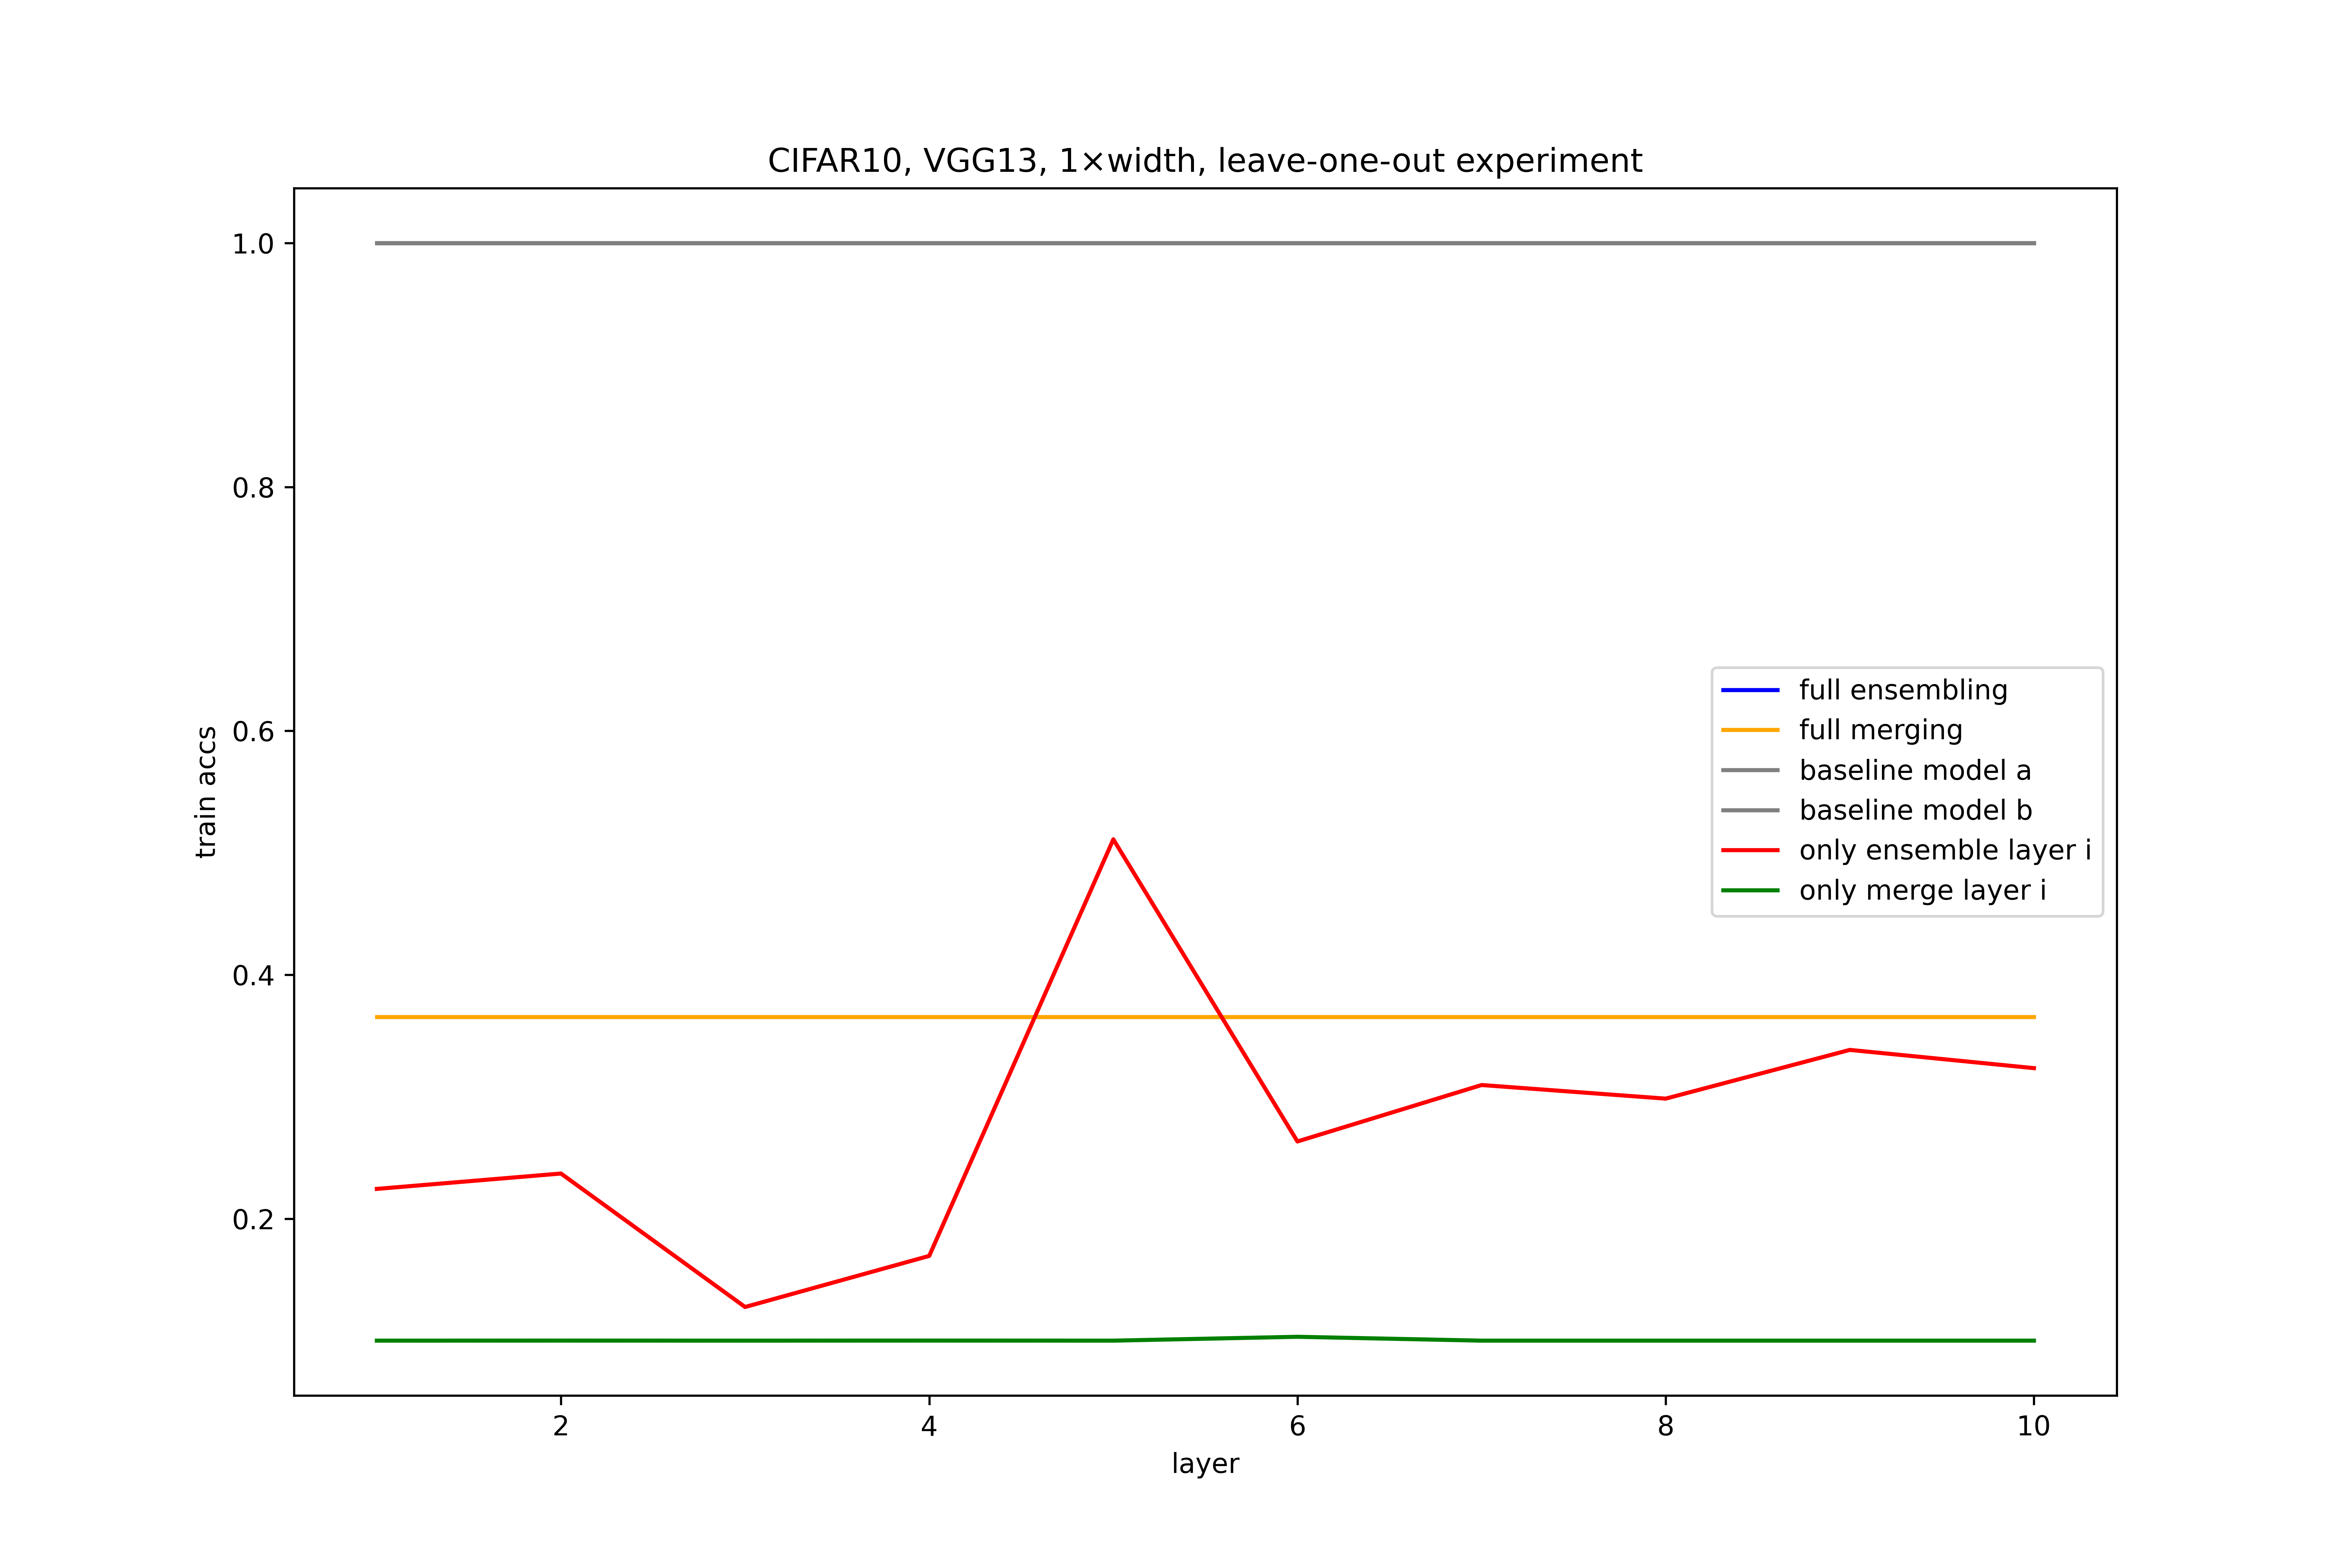 CIFAR10, VGG13, 1×width, leave-one-out experiment
1.0
0.8
0.6
0.4
0.2
train accs
full ensembling
full merging
baseline model a
baseline model b
only ensemble layer i
only merge layer i
2 4 6 8 10
layer